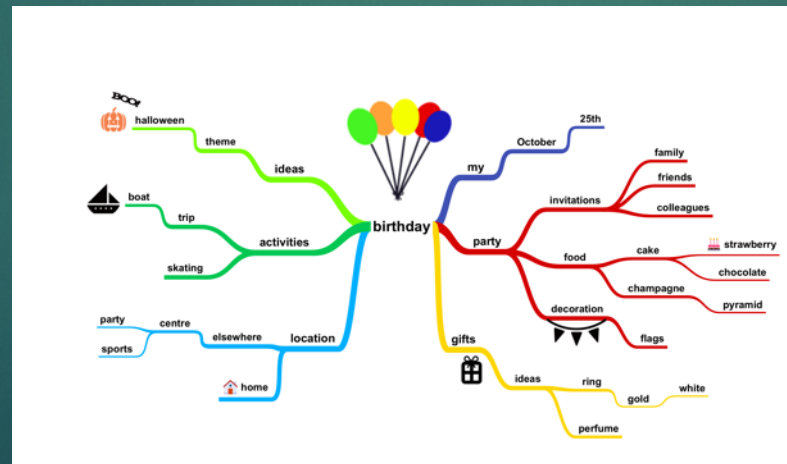 birthday
ideas
theme
halloween
BOO!
activities
trip
boat
skating
location
elsewhere
centre
party
sports
home
my
October
25th
party
invitations
family
friends
colleagues
food
cake
strawberry
chocolate
champagne
pyramid
decoration
flags
gifts
ideas
ring
gold
white
perfume